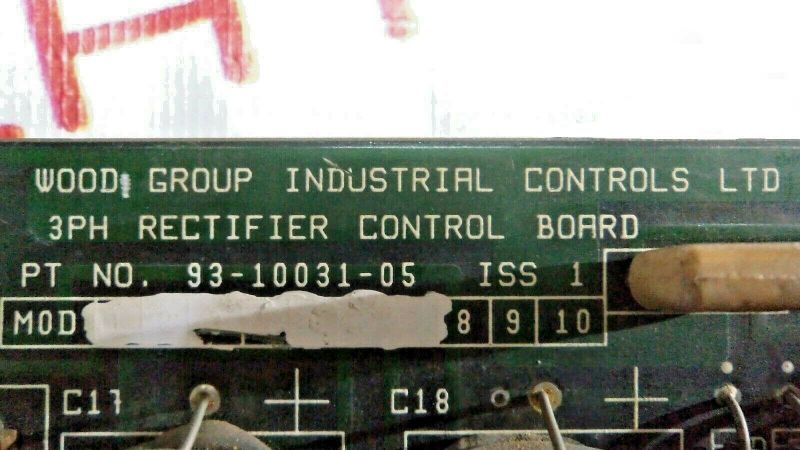 WOOD GROUP INDUSTRIAL CONTROLS LTD
3PH RECTIFIER CONTROL BOARD
PT NO. 93-10031-05 ISS 1
MOD 8 9 10
C17 C18